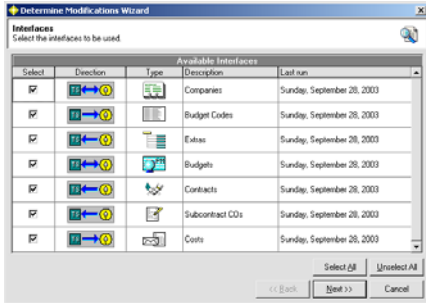 Determine Modifications Wizard
Interfaces
Select the interfaces to be used.
Available Interfaces
Select Direction Type Description Last run
Companies Sunday, September 28, 2003
Budget Codes Sunday, September 28, 2003
Extras Sunday, September 28, 2003
Budgets Sunday, September 28, 2003
Contracts Sunday, September 28, 2003
Subcontract COs Sunday, September 28, 2003
Costs Sunday, September 28, 2003
Select All Unselect All
<< Back Next >> Cancel